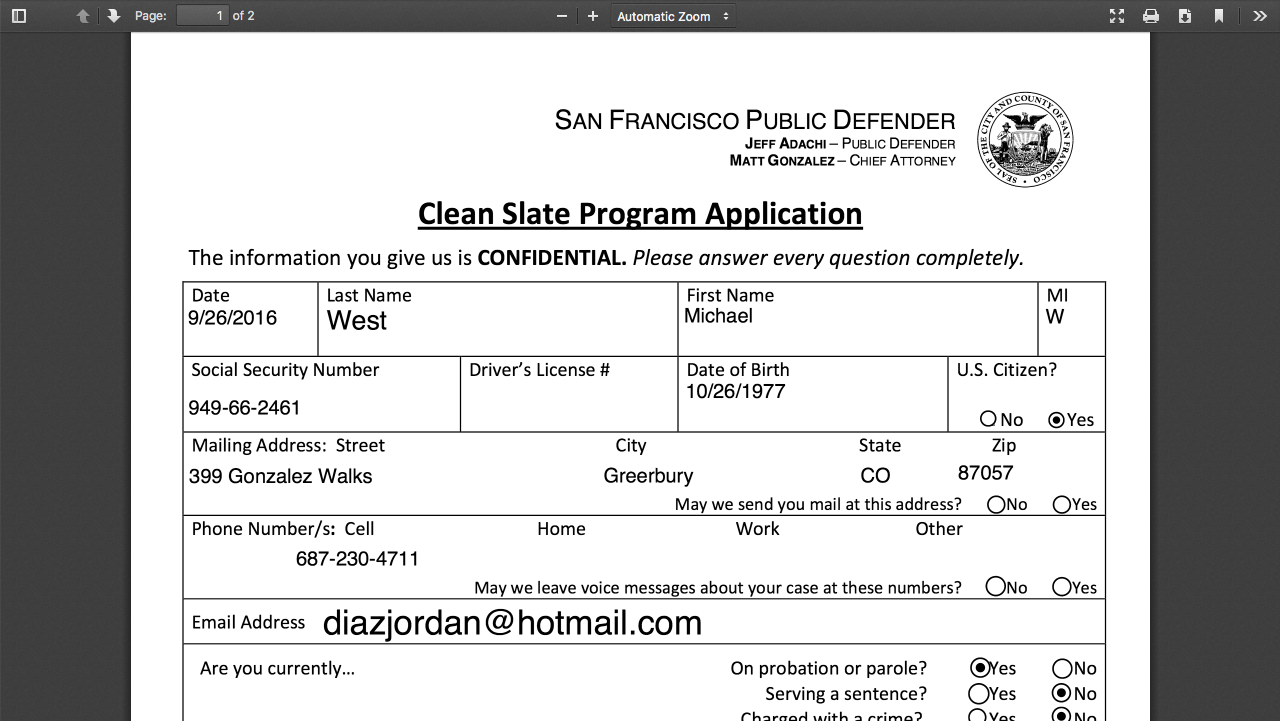 Page: 1 of 2 Automatic Zoom
SAN FRANCISCO PUBLIC DEFENDER
JEFF ADACHI – PUBLIC DEFENDER
MATT GONZALEZ – CHIEF ATTORNEY
SEAL OF THE CITY AND COUNTY OF SAN FRANCISCO
Clean Slate Program Application
The information you give us is CONFIDENTIAL. Please answer every question completely.
Date Last Name First Name MI
9/26/2016 West Michael W
Social Security Number Driver's License # Date of Birth U.S. Citizen?
949-66-2461 10/26/1977
No Yes
Mailing Address: Street City State Zip
399 Gonzalez Walks Greerbury CO 87057
May we send you mail at this address? No Yes
Phone Number/s: Cell Home Work Other
687-230-4711
May we leave voice messages about your case at these numbers? No Yes
Email Address diazjordan@hotmail.com
Are you currently... On probation or parole? Yes No
Serving a sentence? Yes No
Charged with a crime? Yes No